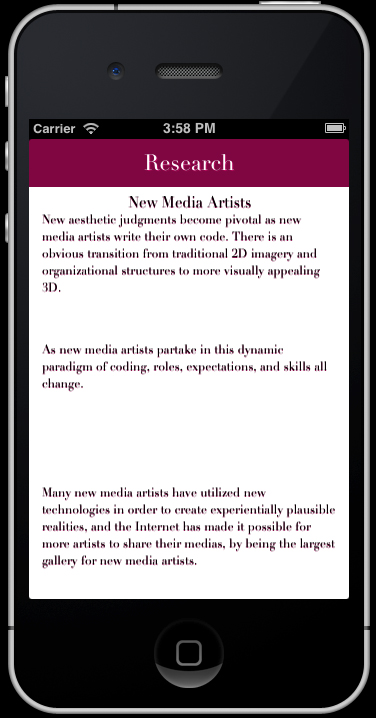 Carrier 3:58 PM
Research
New Media Artists
New aesthetic judgments become pivotal as new
media artists write their own code. There is an
obvious transition from traditional 2D imagery and
organizational structures to more visually appealing
3D.
As new media artists partake in this dynamic
paradigm of coding, roles, expectations, and skills all
change.
Many new media artists have utilized new
technologies in order to create experientially plausible
realities, and the Internet has made it possible for
more artists to share their medias, by being the largest
gallery for new media artists.